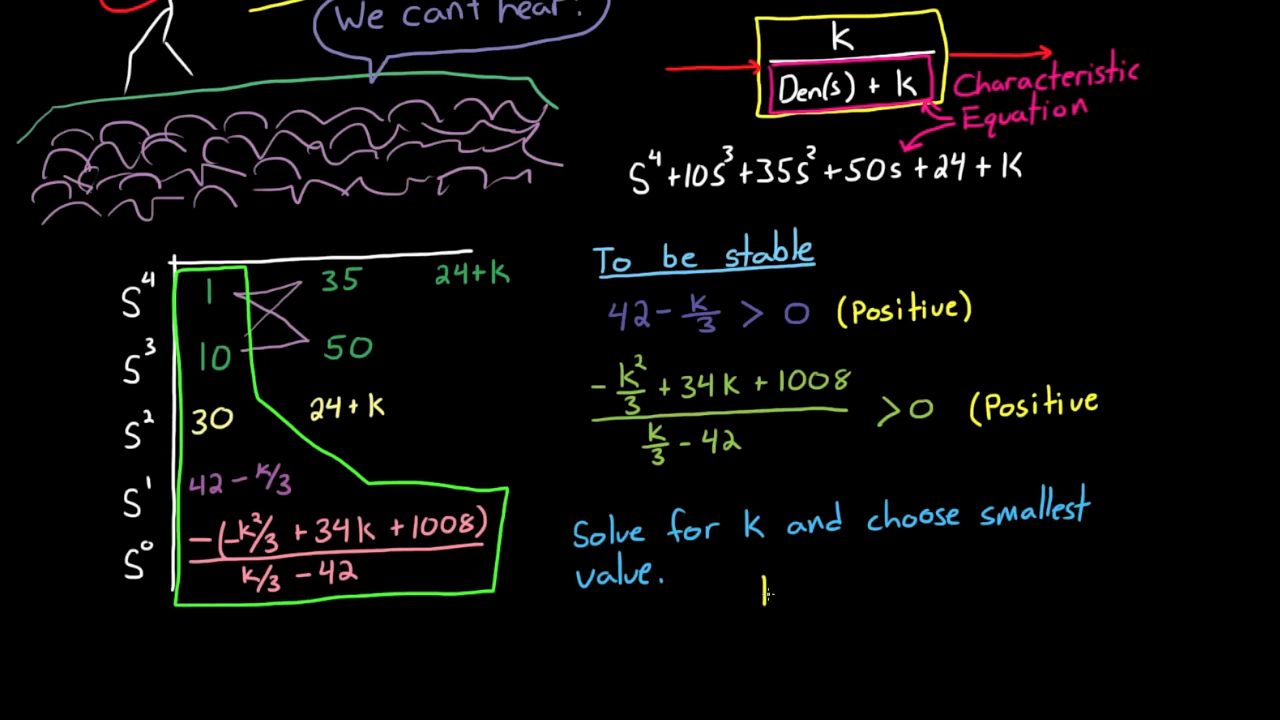 We can't hear!
K
Den(s) + K
Characteristic
Equation
S⁴ + 10S³ + 35S² + 50s + 24 + K
S⁴ 1 35 24+K
S³ 10 50
S² 30 24+K
S¹ 42 - K/3
S⁰ -(-K²/3 + 34K + 1008)
K/3 - 42
To be stable
42 - K/3 > 0 (Positive)
-K²/3 + 34K + 1008
K/3 - 42
> 0 (Positive
Solve for K and choose smallest
value.